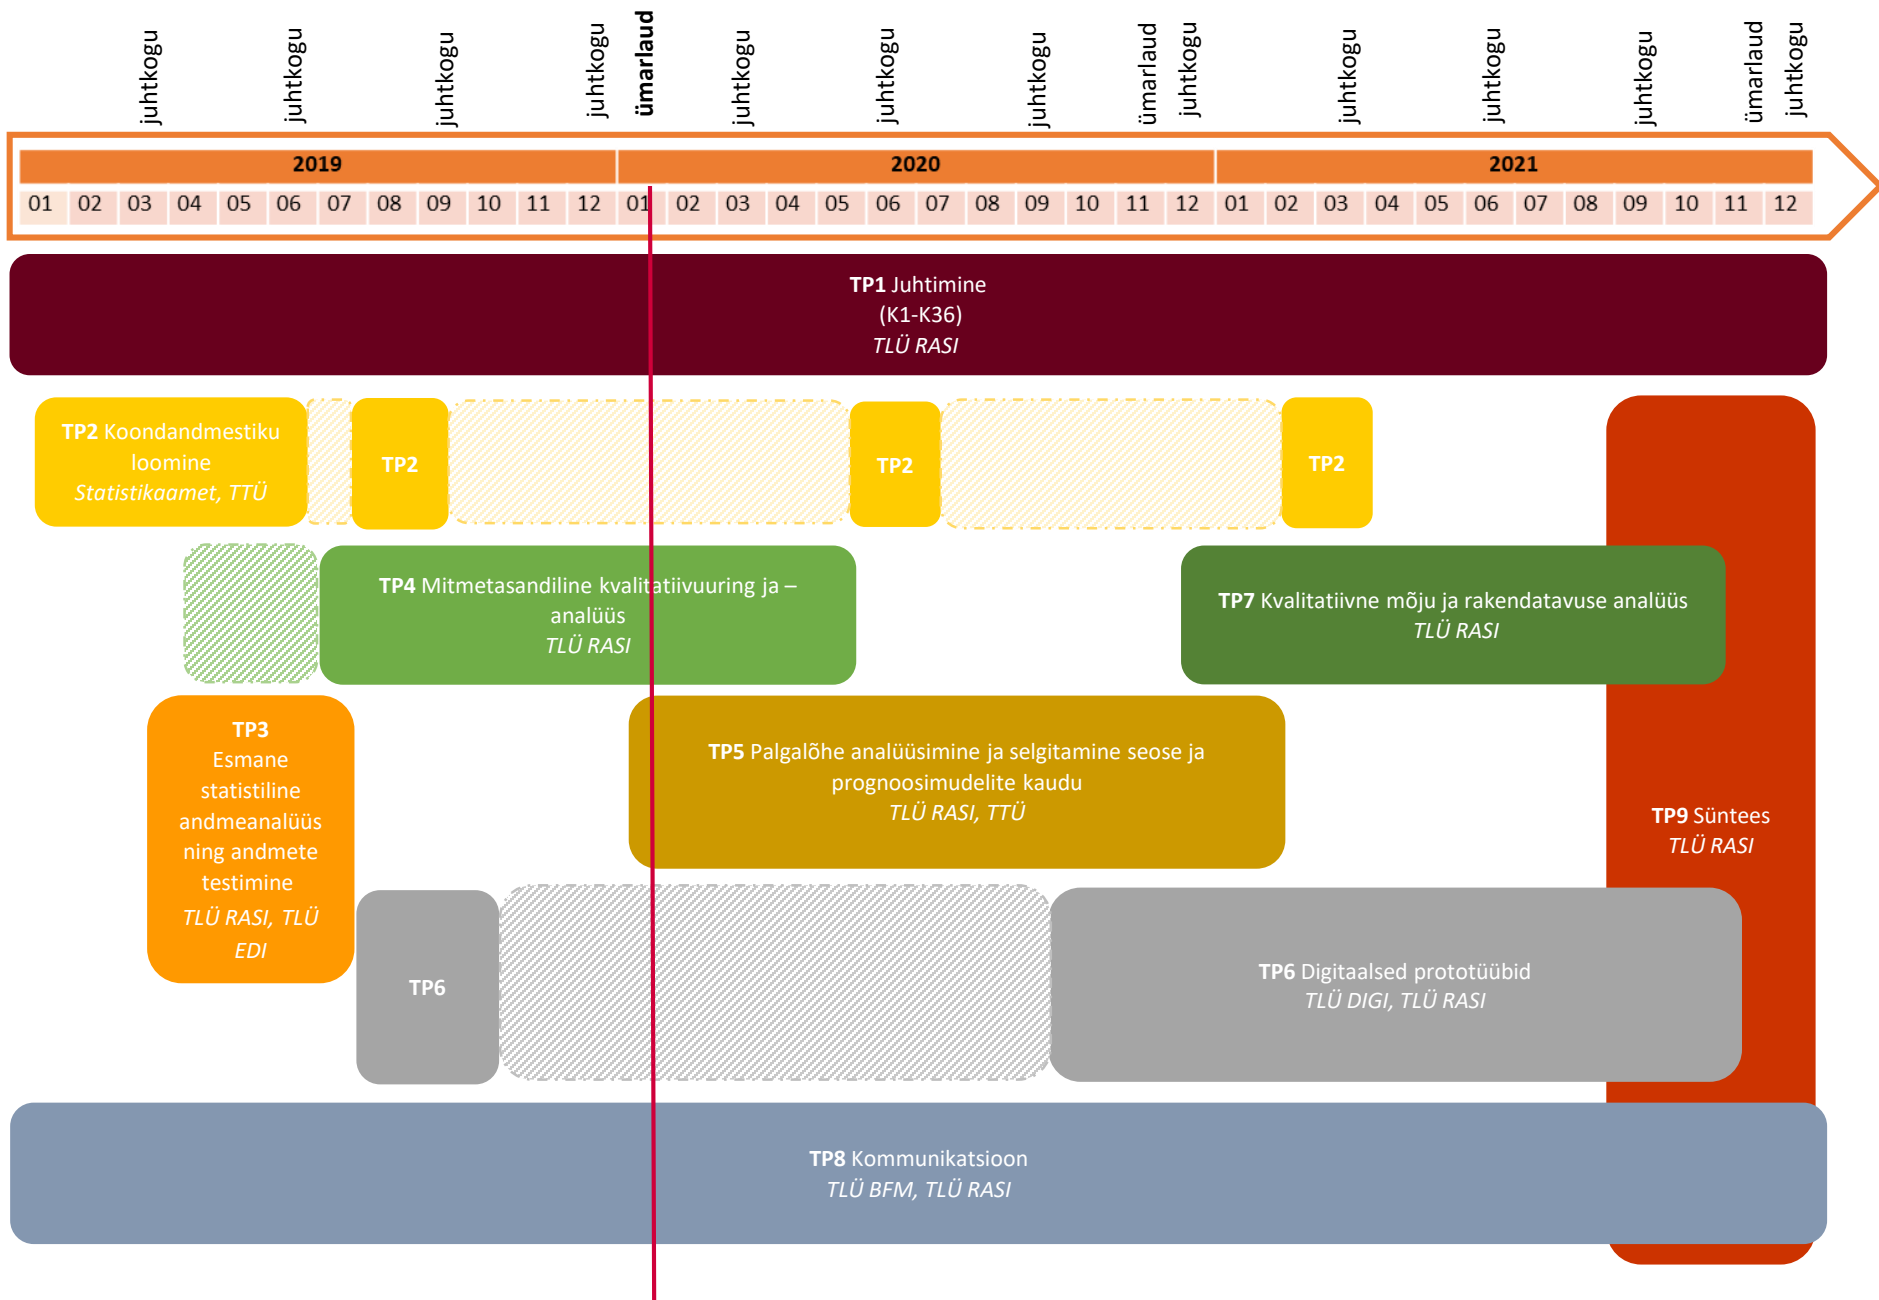 juhtkogu
juhtkogu
juhtkogu
juhtkogu
ümarlaud
juhtkogu
juhtkogu
juhtkogu
ümarlaud
juhtkogu
juhtkogu
juhtkogu
juhtkogu
ümarlaud
juhtkogu
2019 2020 2021
01 02 03 04 05 06 07 08 09 10 11 12 01 02 03 04 05 06 07 08 09 10 11 12 01 02 03 04 05 06 07 08 09 10 11 12
TP1 Juhtimine
(K1-K36)
TLÜ RASI
TP2 Koondandmestiku
loomine
Statistikaamet, TTÜ
TP2
TP2
TP2
TP4 Mitmetasandiline kvalitatiivuuring ja –
analüüs
TLÜ RASI
TP7 Kvalitatiivne mõju ja rakendatavuse analüüs
TLÜ RASI
TP3
Esmane
statistiline
andmeanalüüs
ning andmete
testimine
TLÜ RASI, TLÜ
EDI
TP5 Palgalõhe analüüsimine ja selgitamine seose ja
prognoosimudelite kaudu
TLÜ RASI, TTÜ
TP9 Süntees
TLÜ RASI
TP6
TP6 Digitaalsed prototüübid
TLÜ DIGI, TLÜ RASI
TP8 Kommunikatsioon
TLÜ BFM, TLÜ RASI